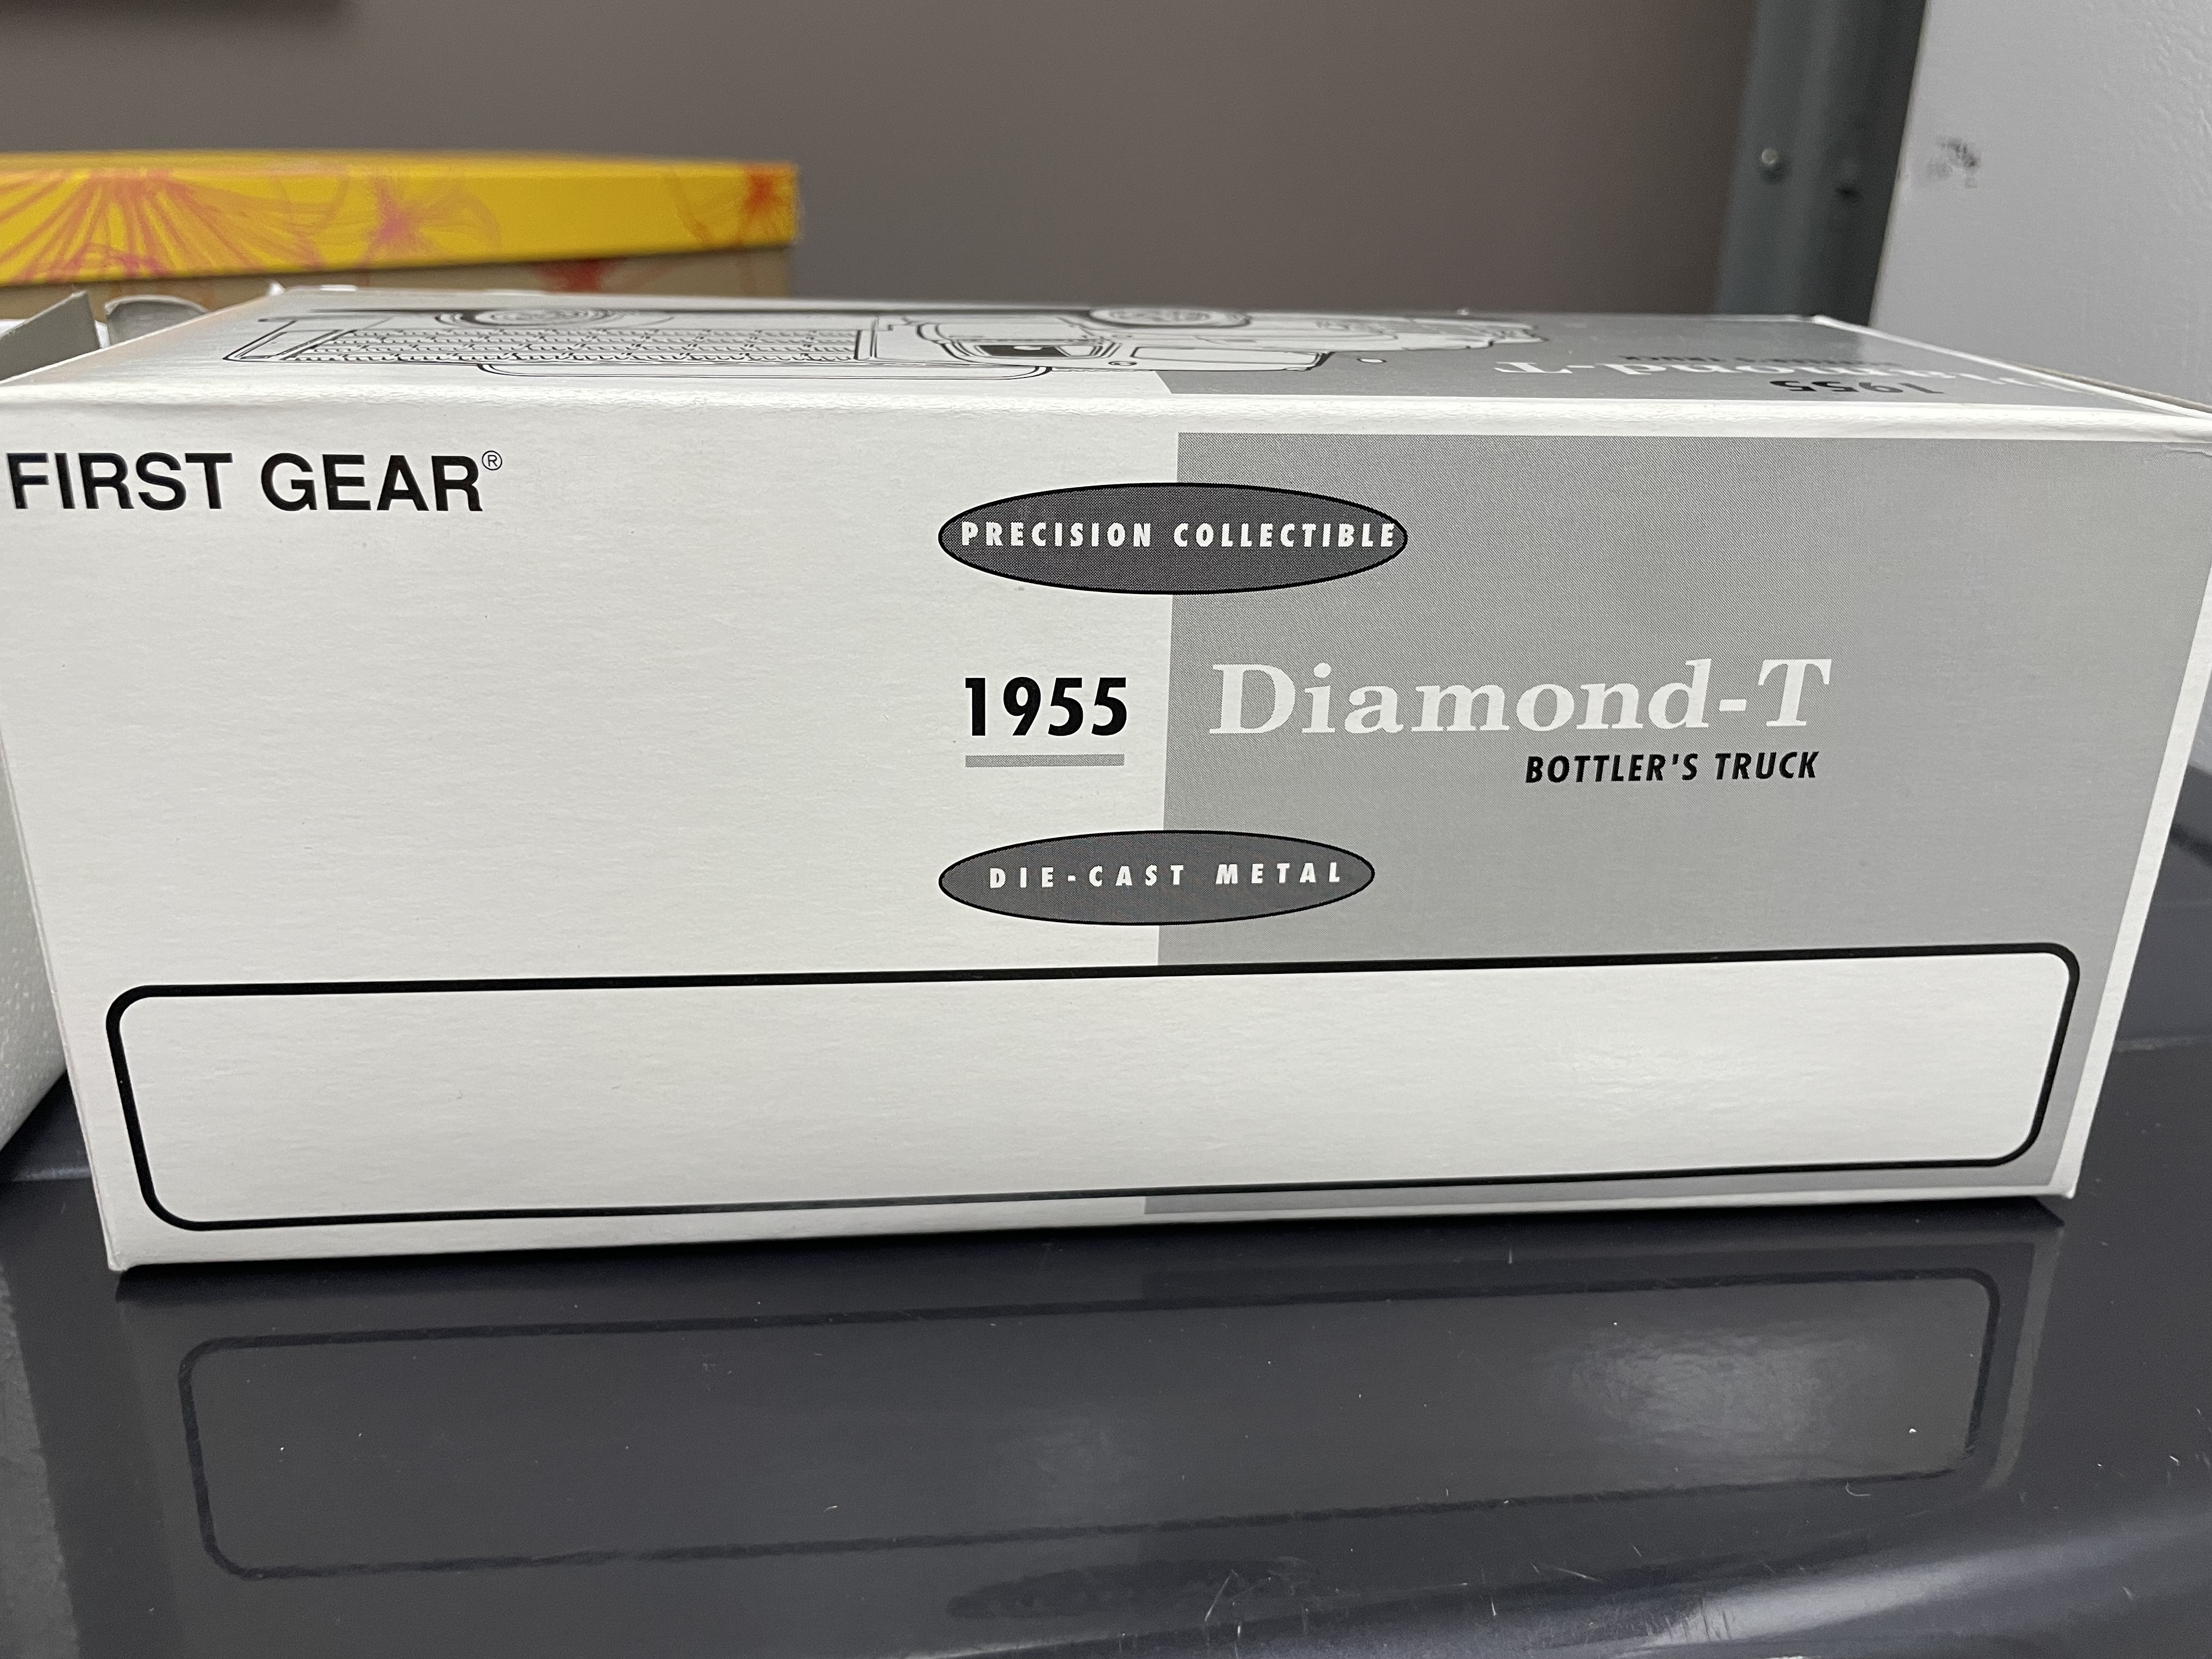 1955
Diamond-T
FIRST GEAR®
PRECISION COLLECTIBLE
1955
Diamond-T
BOTTLER'S TRUCK
DIE-CAST METAL